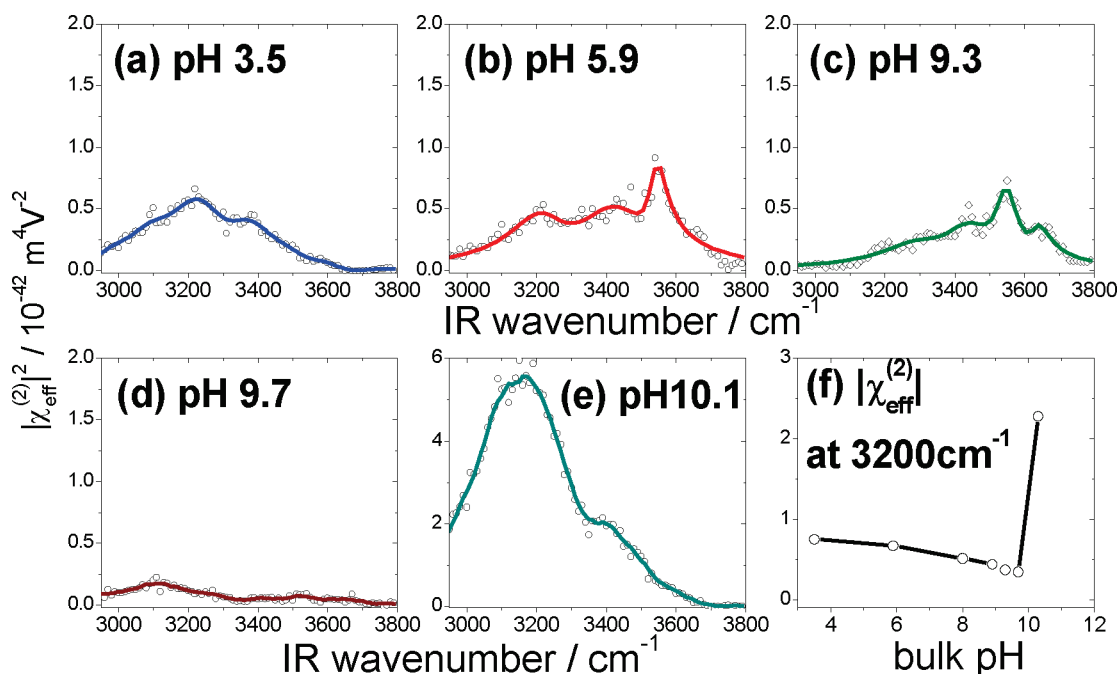 (a) pH 3.5
(b) pH 5.9
(c) pH 9.3
2.0
1.5
1.0
0.5
0.0
3000 3200 3400 3600 3800
2.0
1.5
1.0
0.5
0.0
3000 3200 3400 3600 3800
2.0
1.5
1.0
0.5
0.0
3000 3200 3400 3600 3800
IR wavenumber / cm⁻¹
|χ_eff^(2)|² / 10⁻⁴² m⁴V⁻²
(d) pH 9.7
(e) pH10.1
(f) |χ_eff^(2)|
at 3200cm⁻¹
2.0
1.5
1.0
0.5
0.0
3000 3200 3400 3600 3800
6
4
2
0
3000 3200 3400 3600 3800
3
2
1
0
4 6 8 10 12
IR wavenumber / cm⁻¹
bulk pH